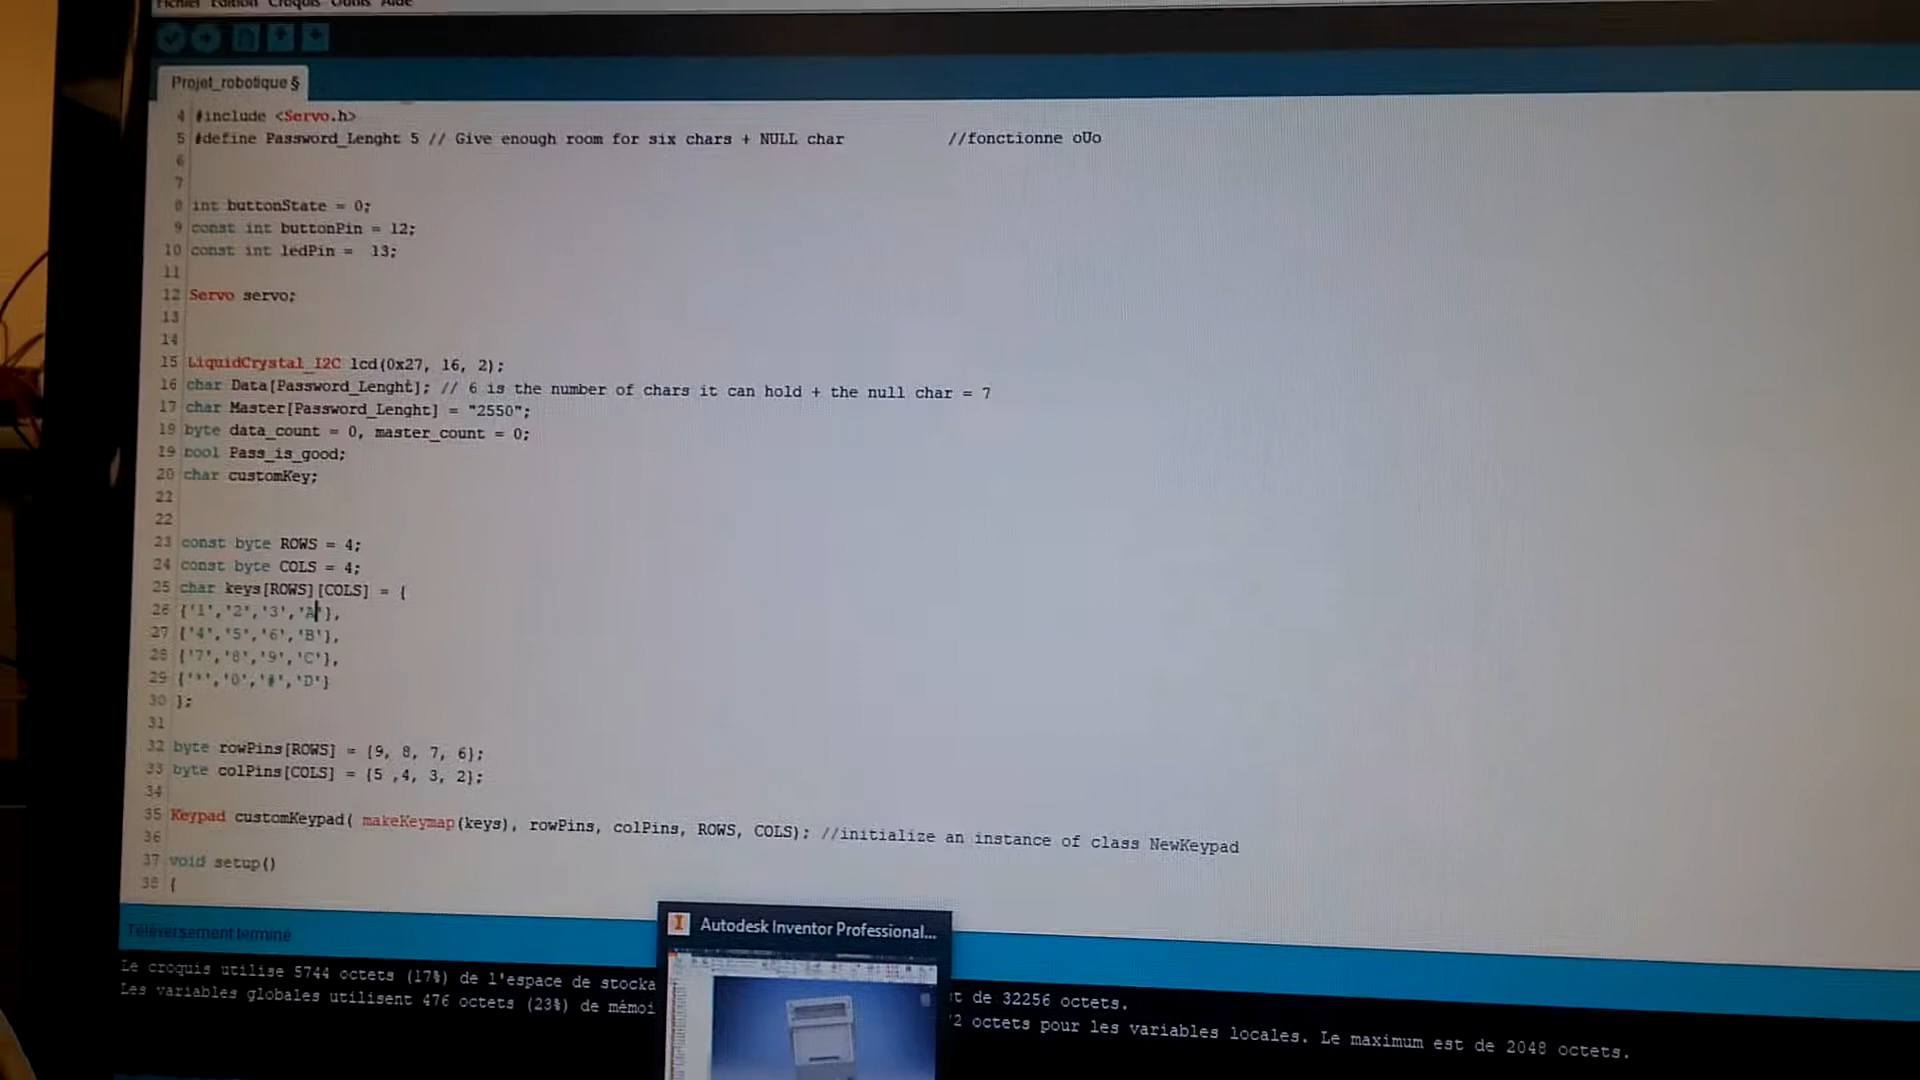 Fichier Edition Croquis Outils Aide
Projet_robotique §
4 #include <Servo.h>
5 #define Password_Lenght 5 // Give enough room for six chars + NULL char //fonctionne oUo
6
7
8 int buttonState = 0;
9 const int buttonPin = 12;
10 const int ledPin = 13;
11
12 Servo servo;
13
14
15 LiquidCrystal_I2C lcd(0x27, 16, 2);
16 char Data[Password_Lenght]; // 6 is the number of chars it can hold + the null char = 7
17 char Master[Password_Lenght] = "2550";
19 byte data_count = 0, master_count = 0;
19 bool Pass_is_good;
20 char customKey;
22
22
23 const byte ROWS = 4;
24 const byte COLS = 4;
25 char keys[ROWS][COLS] = {
26 {'1','2','3','A'},
27 {'4','5','6','B'},
28 {'7','8','9','C'},
29 {'*','0','#','D'}
30 };
31
32 byte rowPins[ROWS] = {9, 8, 7, 6};
33 byte colPins[COLS] = {5 ,4, 3, 2};
34
35 Keypad customKeypad( makeKeymap(keys), rowPins, colPins, ROWS, COLS); //initialize an instance of class NewKeypad
36
37 void setup()
38 {
Téléversement terminé
Autodesk Inventor Professional...
Le croquis utilise 5744 octets (17%) de l'espace de stocka t de 32256 octets.
Les variables globales utilisent 476 octets (23%) de mémoi 2 octets pour les variables locales. Le maximum est de 2048 octets.